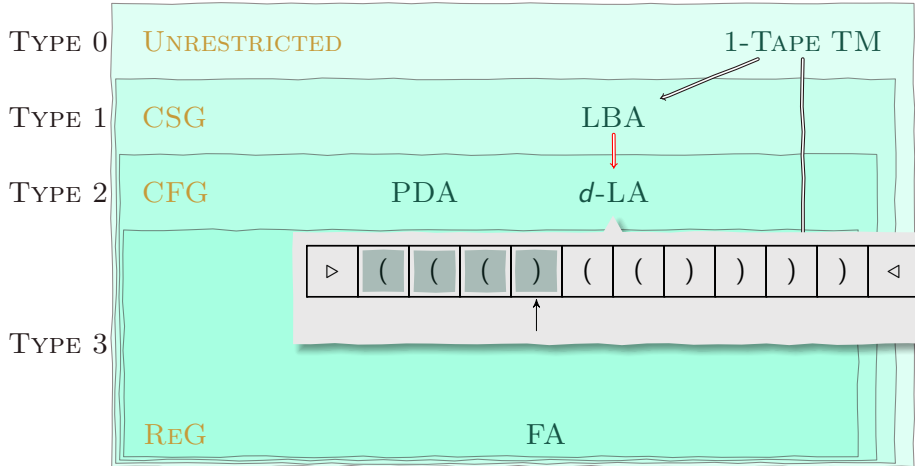 TYPE 0 UNRESTRICTED 1-TAPE TM
TYPE 1 CSG LBA
TYPE 2 CFG PDA d-LA
▷ ( ( ( ) ( ( ) ) ) ) ◁
TYPE 3
REG FA